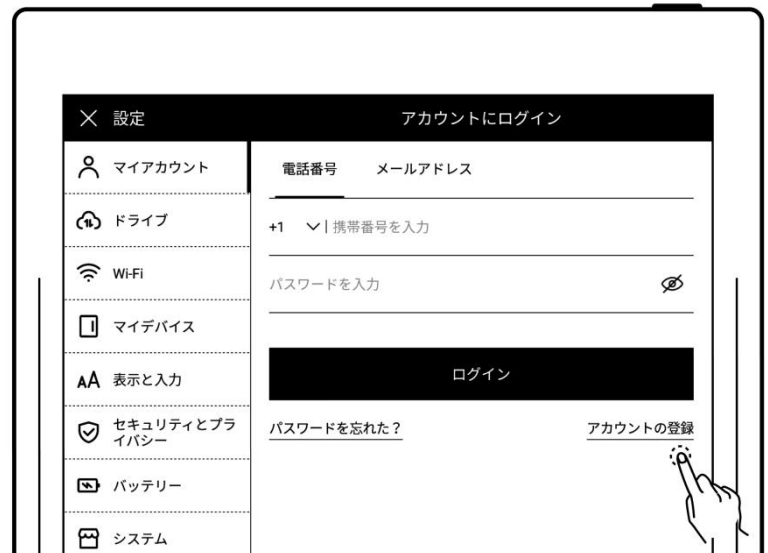 設定
アカウントにログイン
マイアカウント
ドライブ
Wi-Fi
マイデバイス
AA 表示と入力
セキュリティとプラ
イバシー
バッテリー
システム
電話番号 メールアドレス
+1 携帯番号を入力
パスワードを入力
ログイン
パスワードを忘れた?
アカウントの登録